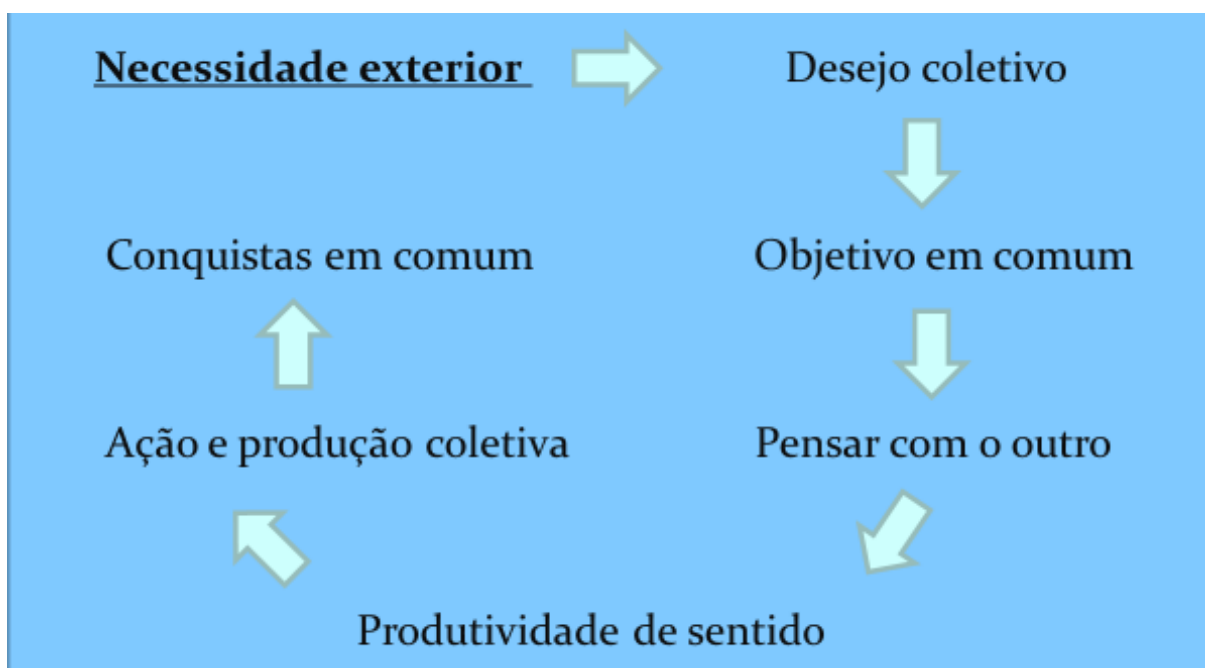 Necessidade exterior
Desejo coletivo
Objetivo em comum
Pensar com o outro
Produtividade de sentido
Ação e produção coletiva
Conquistas em comum